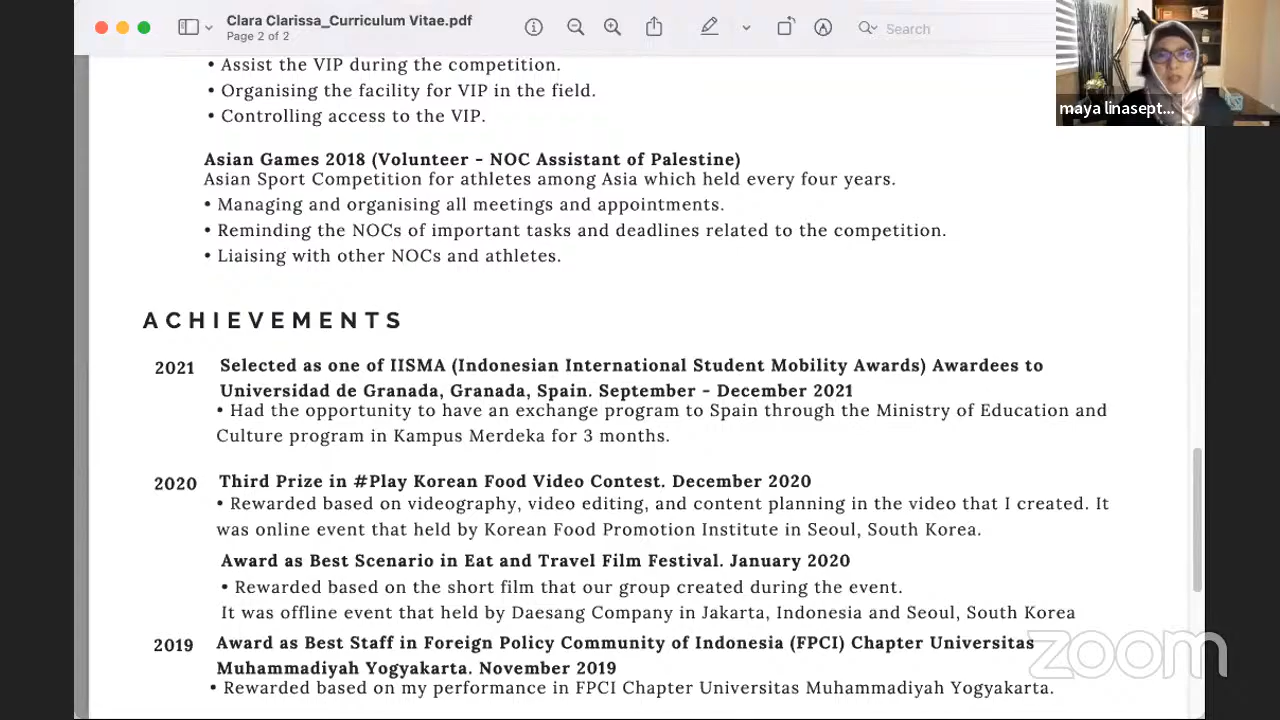 Clara Clarissa_Curriculum Vitae.pdf
Page 2 of 2
Search
maya linasept...
• Assist the VIP during the competition.
• Organising the facility for VIP in the field.
• Controlling access to the VIP.
Asian Games 2018 (Volunteer - NOC Assistant of Palestine)
Asian Sport Competition for athletes among Asia which held every four years.
• Managing and organising all meetings and appointments.
• Reminding the NOCs of important tasks and deadlines related to the competition.
• Liaising with other NOCs and athletes.
ACHIEVEMENTS
2021 Selected as one of IISMA (Indonesian International Student Mobility Awards) Awardees to
Universidad de Granada, Granada, Spain. September - December 2021
• Had the opportunity to have an exchange program to Spain through the Ministry of Education and
Culture program in Kampus Merdeka for 3 months.
2020 Third Prize in #Play Korean Food Video Contest. December 2020
• Rewarded based on videography, video editing, and content planning in the video that I created. It
was online event that held by Korean Food Promotion Institute in Seoul, South Korea.
Award as Best Scenario in Eat and Travel Film Festival. January 2020
• Rewarded based on the short film that our group created during the event.
It was offline event that held by Daesang Company in Jakarta, Indonesia and Seoul, South Korea
2019 Award as Best Staff in Foreign Policy Community of Indonesia (FPCI) Chapter Universitas
Muhammadiyah Yogyakarta. November 2019
• Rewarded based on my performance in FPCI Chapter Universitas Muhammadiyah Yogyakarta.
zoom